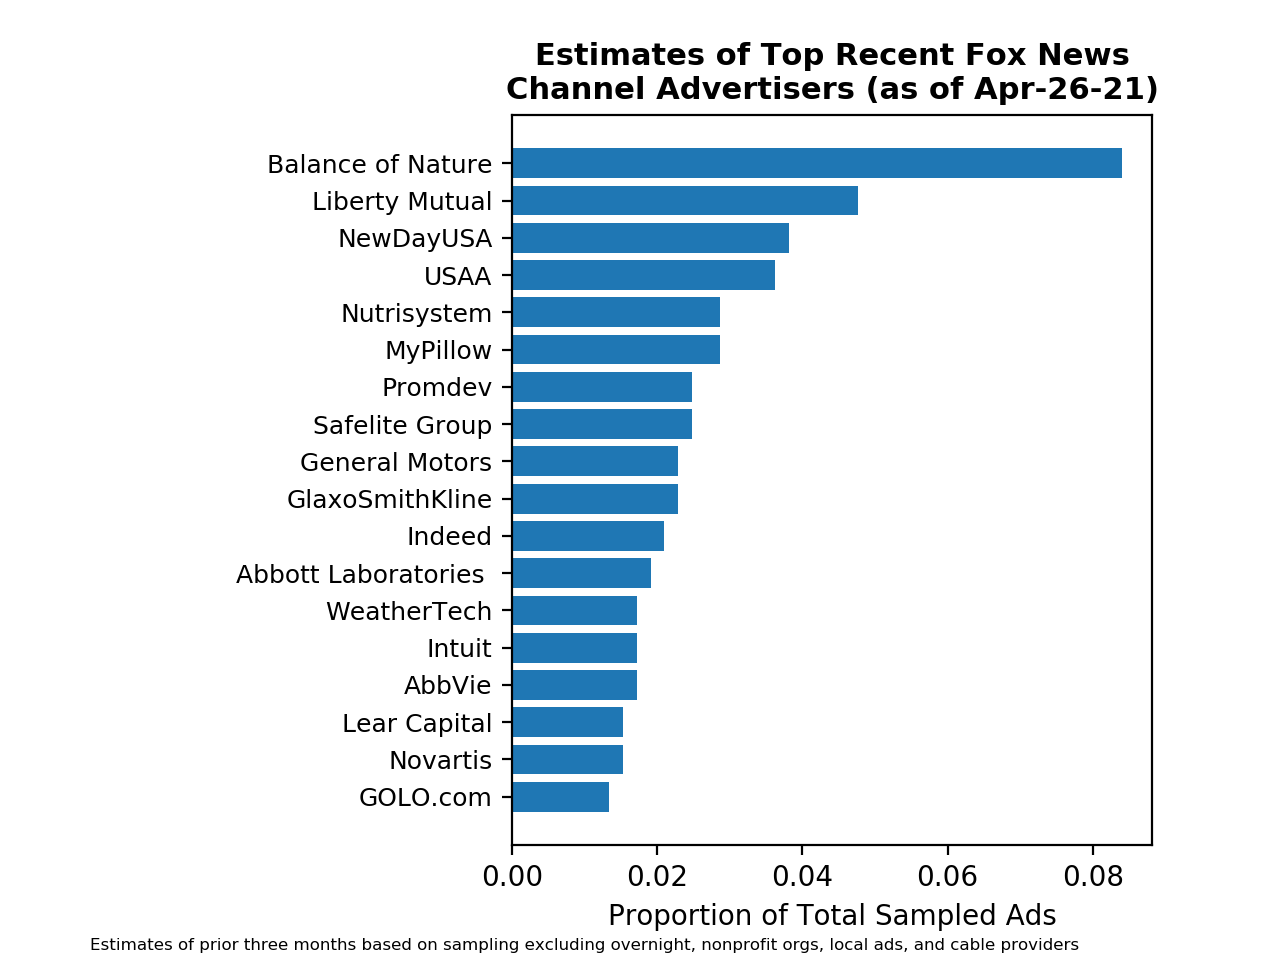 Estimates of Top Recent Fox News
Channel Advertisers (as of Apr-26-21)
Balance of Nature
Liberty Mutual
NewDayUSA
USAA
Nutrisystem
MyPillow
Promdev
Safelite Group
General Motors
GlaxoSmithKline
Indeed
Abbott Laboratories
WeatherTech
Intuit
AbbVie
Lear Capital
Novartis
GOLO.com
0.00 0.02 0.04 0.06 0.08
Proportion of Total Sampled Ads
Estimates of prior three months based on sampling excluding overnight, nonprofit orgs, local ads, and cable providers